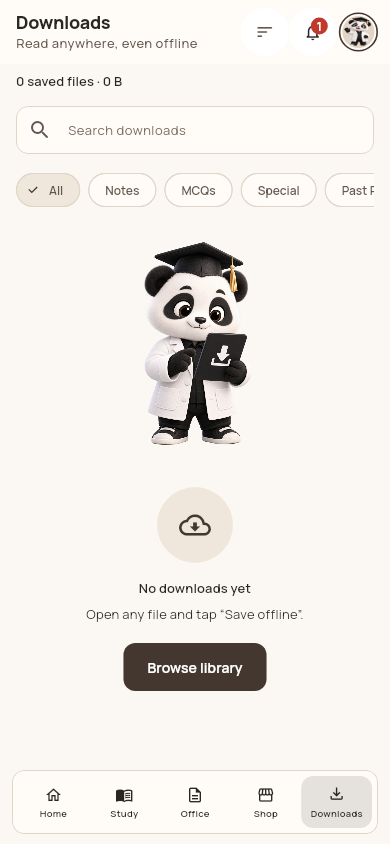 Downloads
Read anywhere, even offline
1
0 saved files · 0 B
Search downloads
All
Notes
MCQs
Special
Past
No downloads yet
Open any file and tap “Save offline”.
Browse library
Home
Study
Office
Shop
Downloads